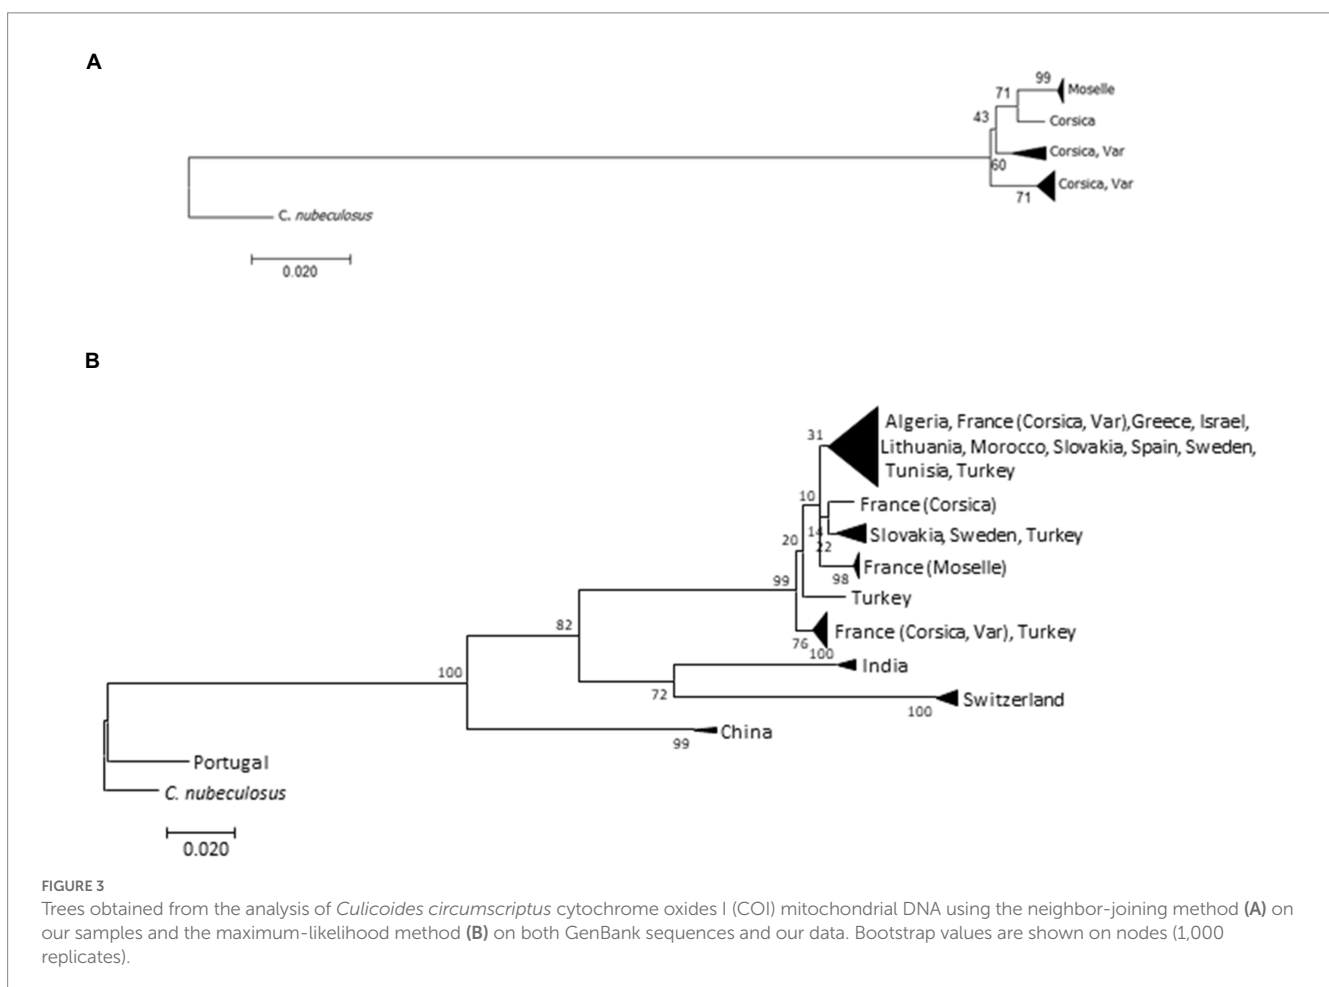 A
99
Moselle
71
Corsica
43
Corsica, Var
60
Corsica, Var
71
C. nubeculosus
0.020
B
31
Algeria, France (Corsica, Var),Greece, Israel,
Lithuania, Morocco, Slovakia, Spain, Sweden,
Tunisia, Turkey
10
France (Corsica)
14
Slovakia, Sweden, Turkey
20
22
France (Moselle)
98
99
Turkey
82
France (Corsica, Var), Turkey
76
100
India
100
72
Switzerland
100
China
99
Portugal
C. nubeculosus
0.020
FIGURE 3
Trees obtained from the analysis of Culicoides circumscriptus cytochrome oxides I (COI) mitochondrial DNA using the neighbor-joining method (A) on
our samples and the maximum-likelihood method (B) on both GenBank sequences and our data. Bootstrap values are shown on nodes (1,000
replicates).